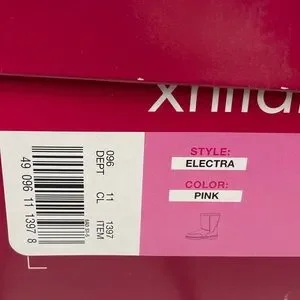 STYLE:
ELECTRA
COLOR:
PINK
096 11 1397
DEPT CL ITEM
49 096 11 1397 8